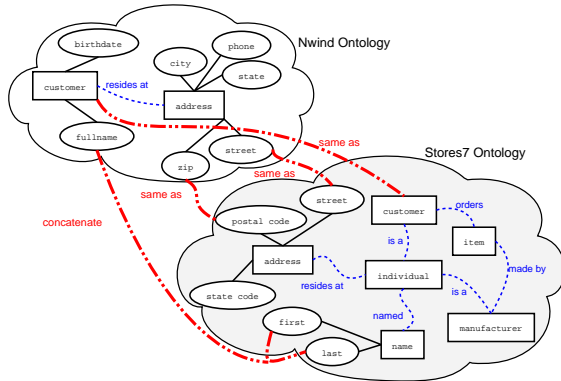 Nwind Ontology
birthdate
phone
city
state
customer
resides at
address
fullname
street
zip
same as
Stores7 Ontology
same as
same as
street
concatenate
postal code
customer
orders
item
is a
address
individual
made by
resides at
is a
state code
first
named
manufacturer
last
name